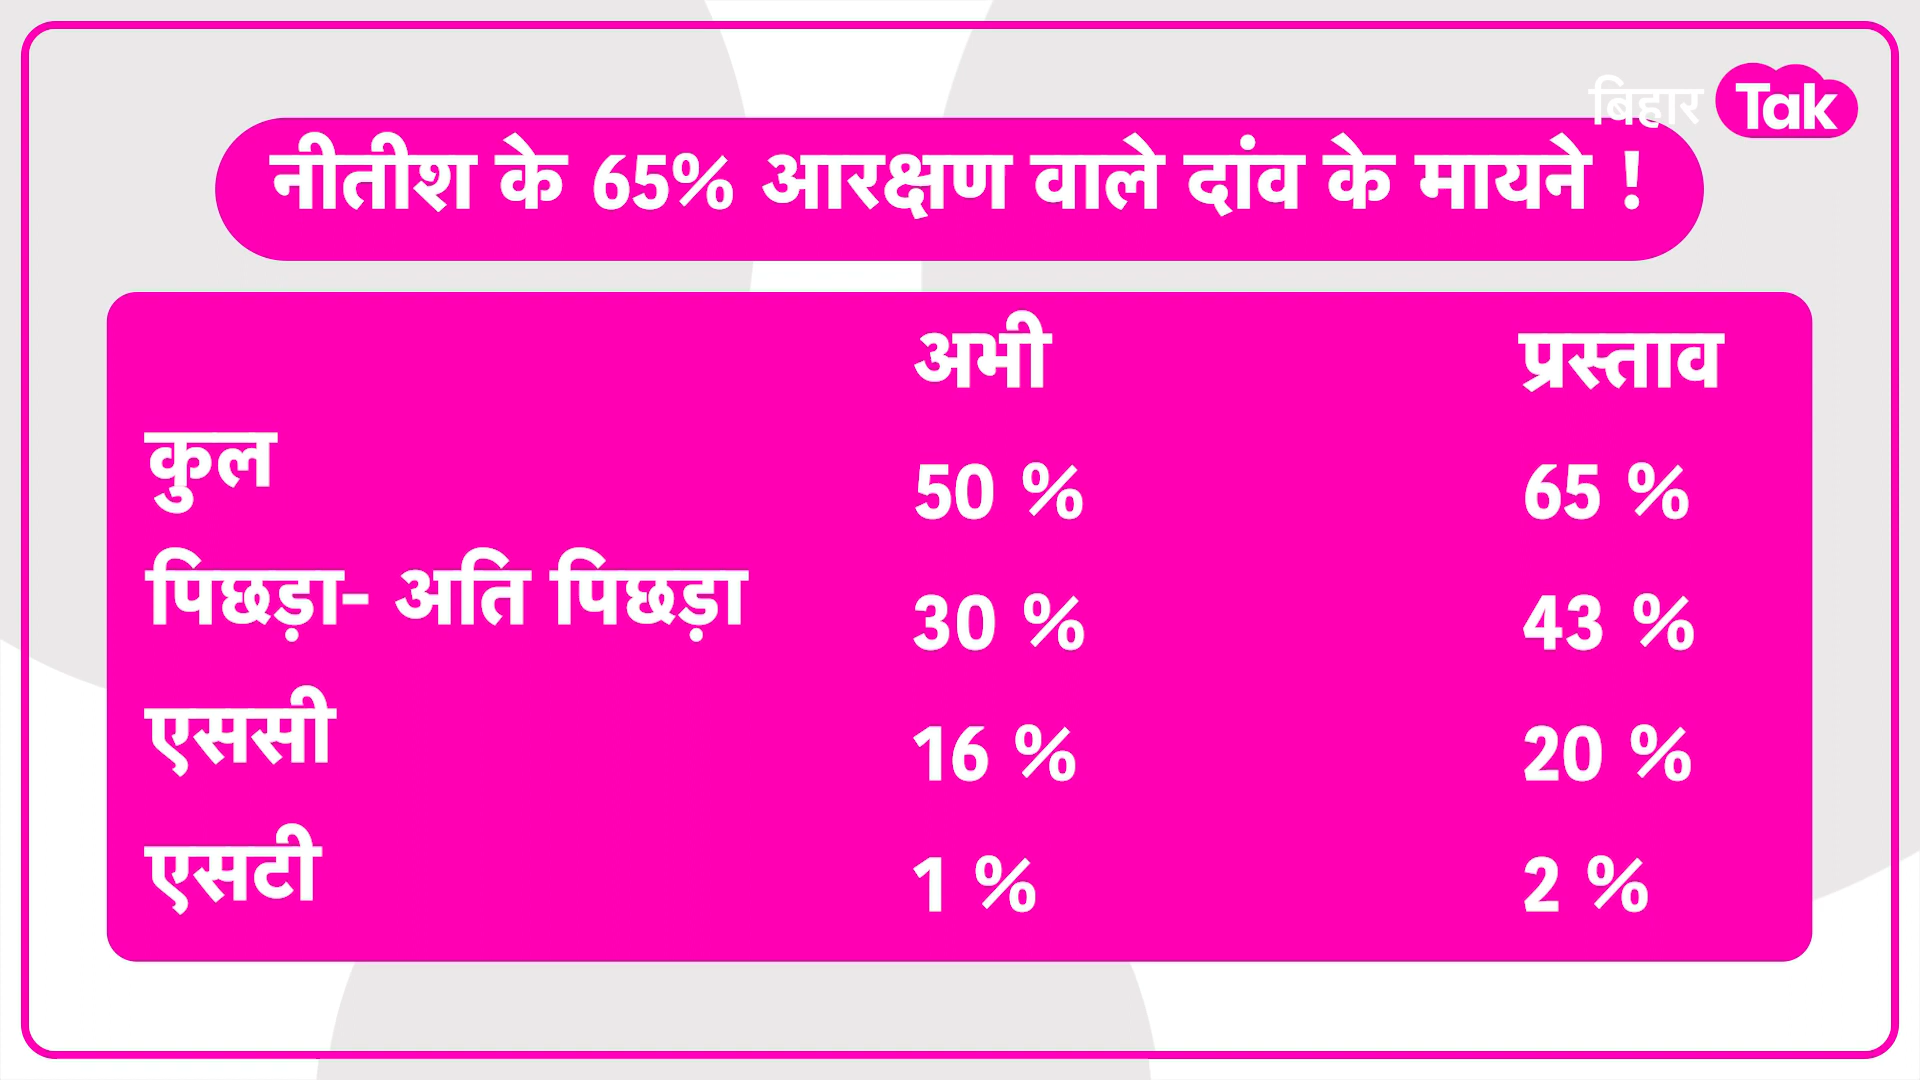 बिहार Tak
नीतीश के 65% आरक्षण वाले दांव के मायने !
अभी प्रस्ताव
कुल 50 % 65 %
पिछड़ा- अति पिछड़ा 30 % 43 %
एससी 16 % 20 %
एसटी 1 % 2 %